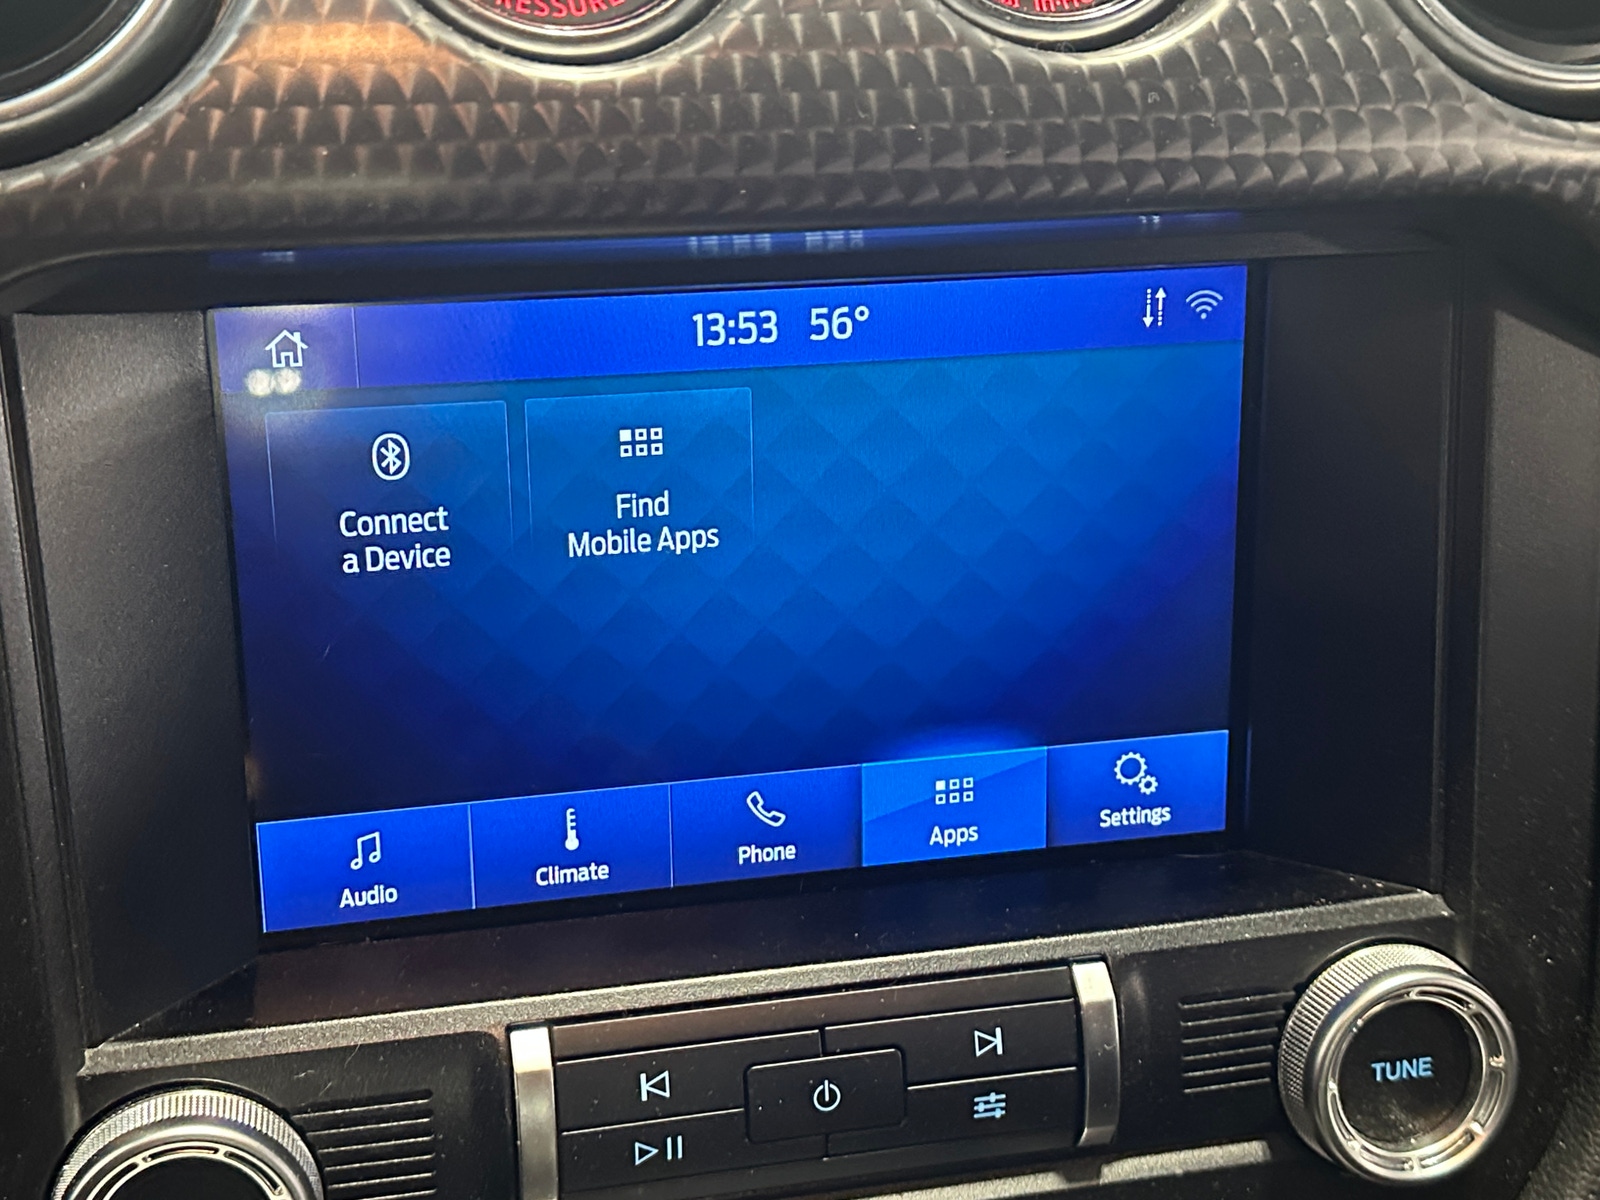 13:53 56°
Connect
a Device
Find
Mobile Apps
Audio
Climate
Phone
Apps
Settings
TUNE